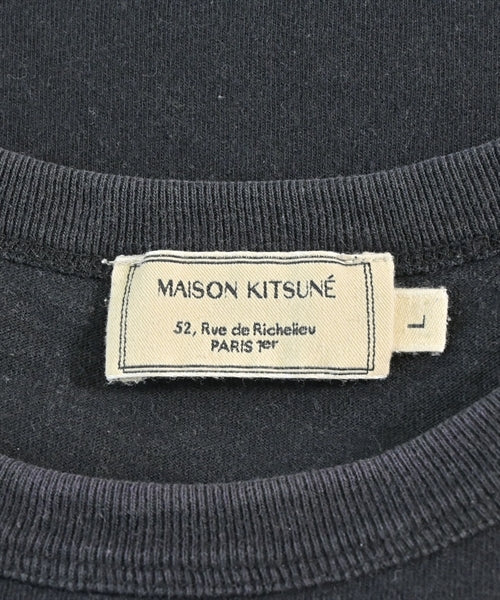 MAISON KITSUNÉ
52, Rue de Richelieu
PARIS 1er
L